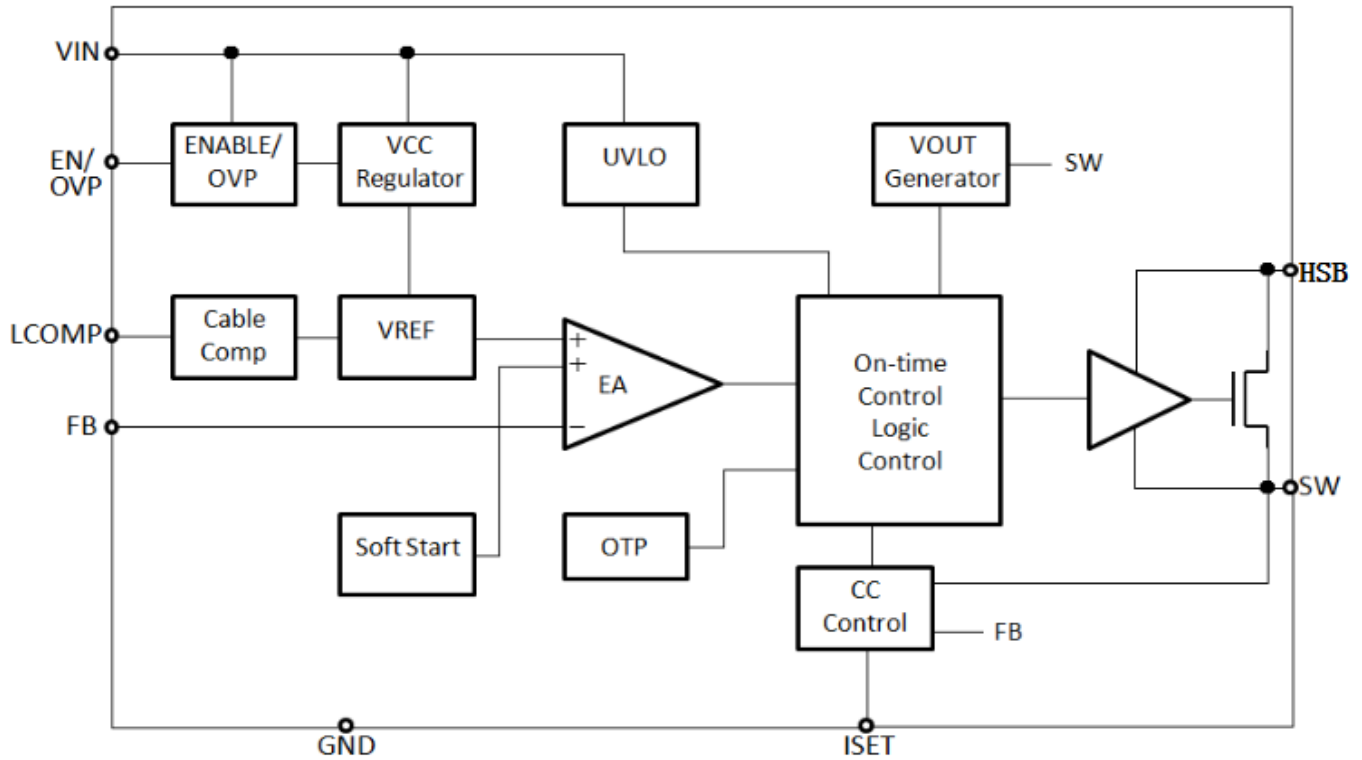 VIN
EN/
OVP
ENABLE/
OVP
VCC
Regulator
UVLO
VOUT
Generator
SW
HSB
LCOMP
Cable
Comp
VREF
+
+
−
EA
On-time
Control
Logic
Control
FB
SW
Soft Start
OTP
CC
Control
FB
GND
ISET